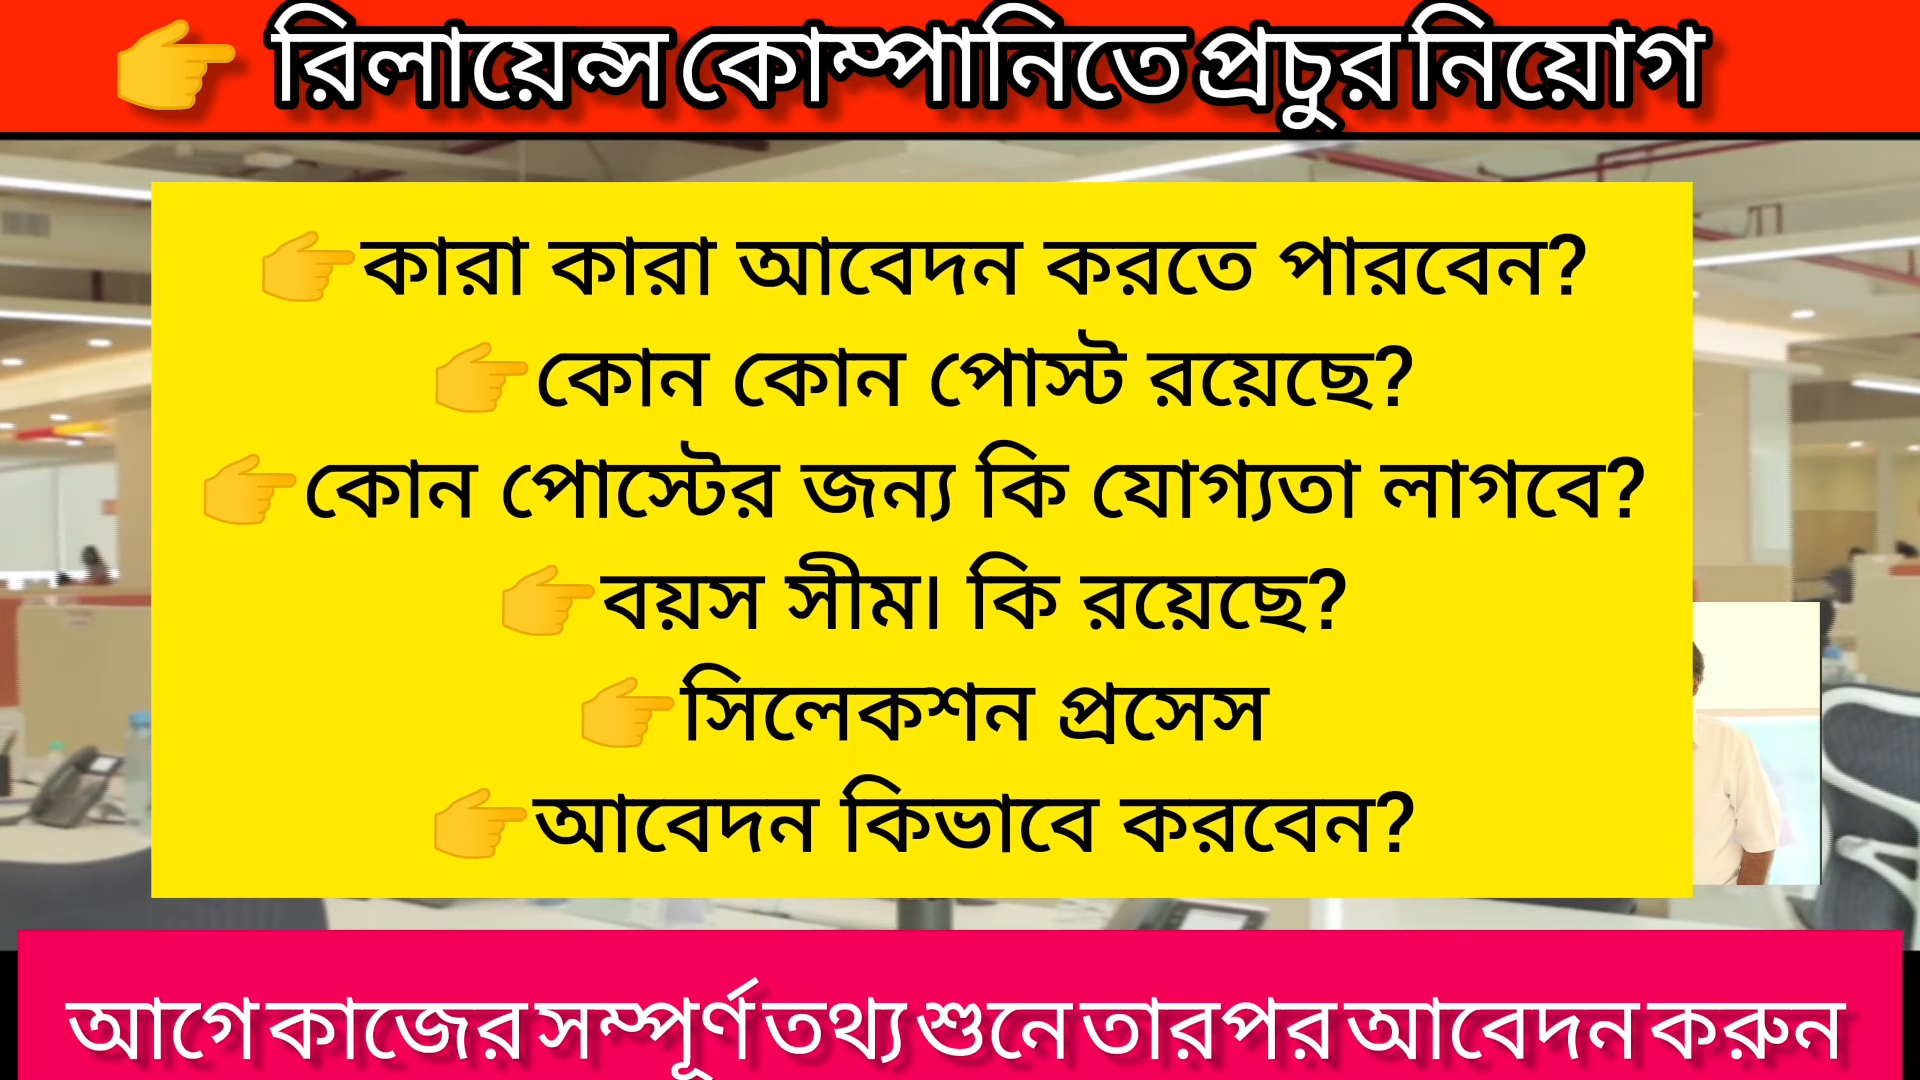 👉 রিলায়েন্স কোম্পানিতে প্রচুর নিয়োগ
👉কারা কারা আবেদন করতে পারবেন?
👉কোন কোন পোস্ট রয়েছে?
👉কোন পোস্টের জন্য কি যোগ্যতা লাগবে?
👉বয়স সীম৷ কি রয়েছে?
👉সিলেকশন প্রসেস
👉আবেদন কিভাবে করবেন?
আগে কাজের সম্পূর্ণ তথ্য শুনে তারপর আবেদন করুন